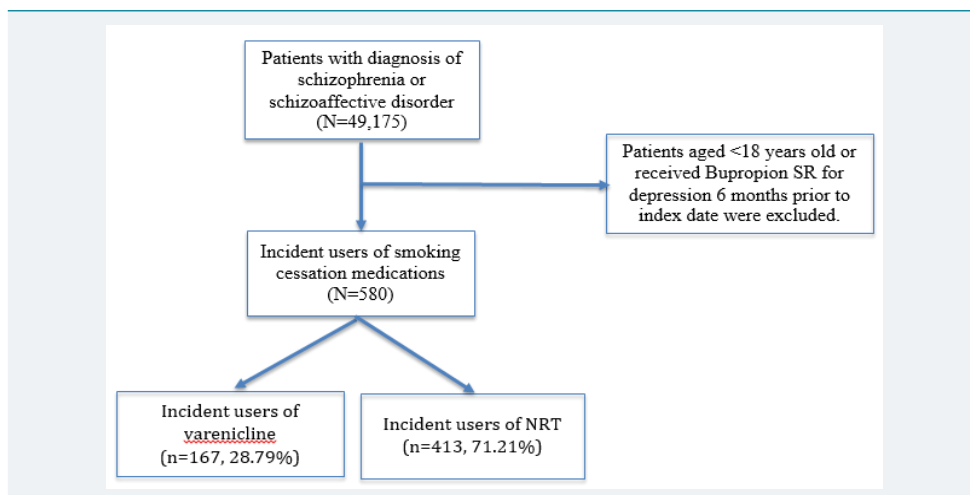 Patients with diagnosis of
schizophrenia or
schizoaffective disorder
(N=49,175)
Patients aged <18 years old or
received Bupropion SR for
depression 6 months prior to
index date were excluded.
Incident users of smoking
cessation medications
(N=580)
Incident users of
varenicline
(n=167, 28.79%)
Incident users of NRT
(n=413, 71.21%)